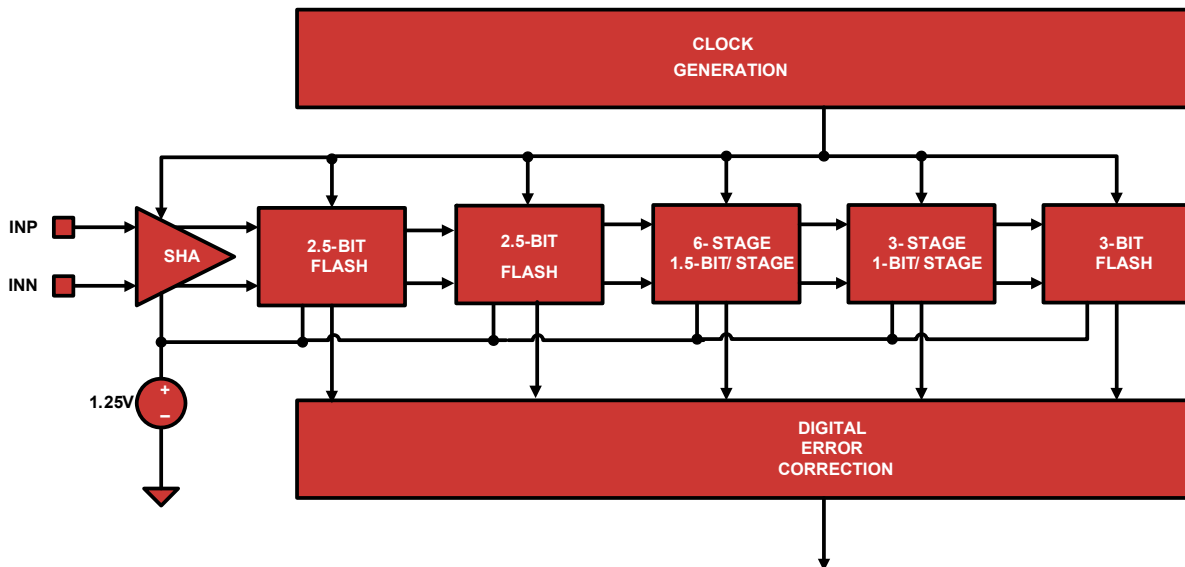 CLOCK
GENERATION
INP
INN
SHA
2.5-BIT
FLASH
2.5-BIT
FLASH
6- STAGE
1.5-BIT/ STAGE
3- STAGE
1-BIT/ STAGE
3-BIT
FLASH
1.25V
+
−
DIGITAL
ERROR
CORRECTION